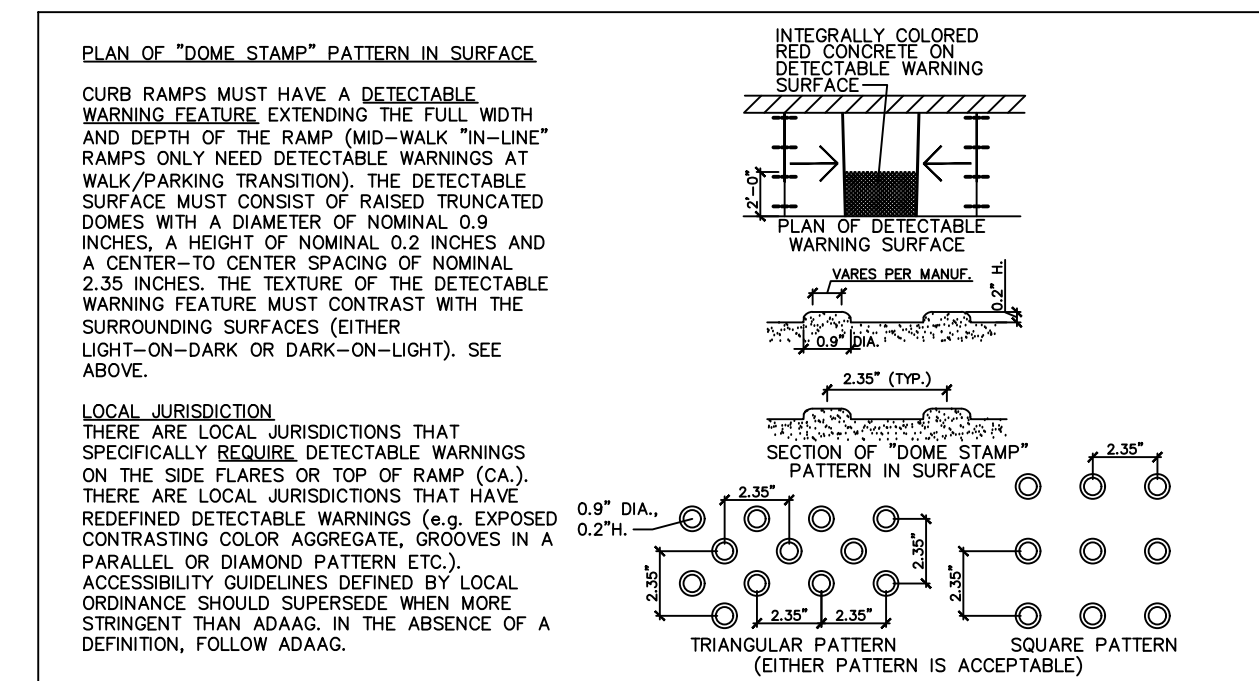 PLAN OF "DOME STAMP" PATTERN IN SURFACE
CURB RAMPS MUST HAVE A DETECTABLE
WARNING FEATURE EXTENDING THE FULL WIDTH
AND DEPTH OF THE RAMP (MID-WALK "IN-LINE"
RAMPS ONLY NEED DETECTABLE WARNINGS AT
WALK/PARKING TRANSITION). THE DETECTABLE
SURFACE MUST CONSIST OF RAISED TRUNCATED
DOMES WITH A DIAMETER OF NOMINAL 0.9
INCHES, A HEIGHT OF NOMINAL 0.2 INCHES AND
A CENTER-TO CENTER SPACING OF NOMINAL
2.35 INCHES. THE TEXTURE OF THE DETECTABLE
WARNING FEATURE MUST CONTRAST WITH THE
SURROUNDING SURFACES (EITHER
LIGHT-ON-DARK OR DARK-ON-LIGHT). SEE
ABOVE.
LOCAL JURISDICTION
THERE ARE LOCAL JURISDICTIONS THAT
SPECIFICALLY REQUIRE DETECTABLE WARNINGS
ON THE SIDE FLARES OR TOP OF RAMP (CA.).
THERE ARE LOCAL JURISDICTIONS THAT HAVE
REDEFINED DETECTABLE WARNINGS (e.g. EXPOSED
CONTRASTING COLOR AGGREGATE, GROOVES IN A
PARALLEL OR DIAMOND PATTERN ETC.).
ACCESSIBILITY GUIDELINES DEFINED BY LOCAL
ORDINANCE SHOULD SUPERSEDE WHEN MORE
STRINGENT THAN ADAAG. IN THE ABSENCE OF A
DEFINITION, FOLLOW ADAAG.
INTEGRALLY COLORED
RED CONCRETE ON
DETECTABLE WARNING
SURFACE
2'-0"
PLAN OF DETECTABLE
WARNING SURFACE
VARES PER MANUF.
0.2" H.
0.9" DIA.
2.35" (TYP.)
SECTION OF "DOME STAMP"
PATTERN IN SURFACE
0.9" DIA.,
0.2"H.
2.35"
2.35"
2.35"
2.35"
2.35"
TRIANGULAR PATTERN
2.35"
2.35"
SQUARE PATTERN
(EITHER PATTERN IS ACCEPTABLE)